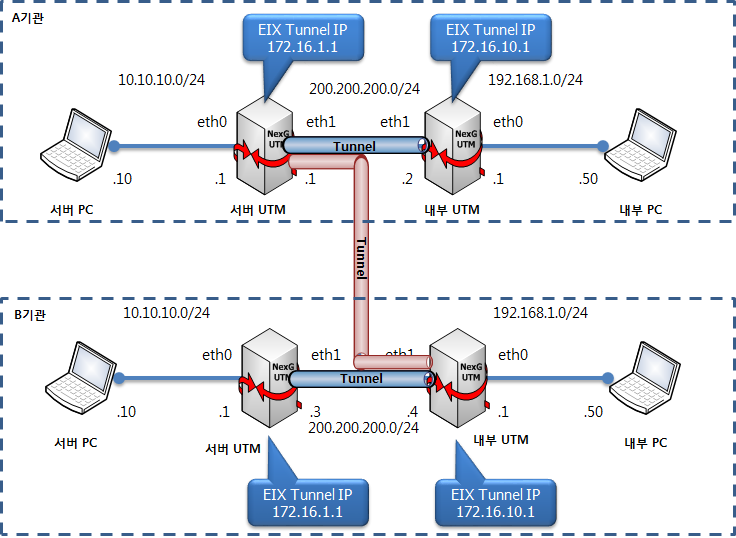 A기관
EIX Tunnel IP
172.16.1.1
EIX Tunnel IP
172.16.10.1
10.10.10.0/24
200.200.200.0/24
192.168.1.0/24
eth0
eth1
eth1
eth0
NexG
UTM
NexG
UTM
Tunnel
.10
.1
.1
.2
.1
.50
서버 PC
서버 UTM
내부 UTM
내부 PC
Tunnel
B기관
10.10.10.0/24
192.168.1.0/24
eth0
eth1
eth1
eth0
NexG
UTM
NexG
UTM
Tunnel
.10
.1
.3
.4
.1
.50
200.200.200.0/24
서버 PC
서버 UTM
내부 UTM
내부 PC
EIX Tunnel IP
172.16.1.1
EIX Tunnel IP
172.16.10.1